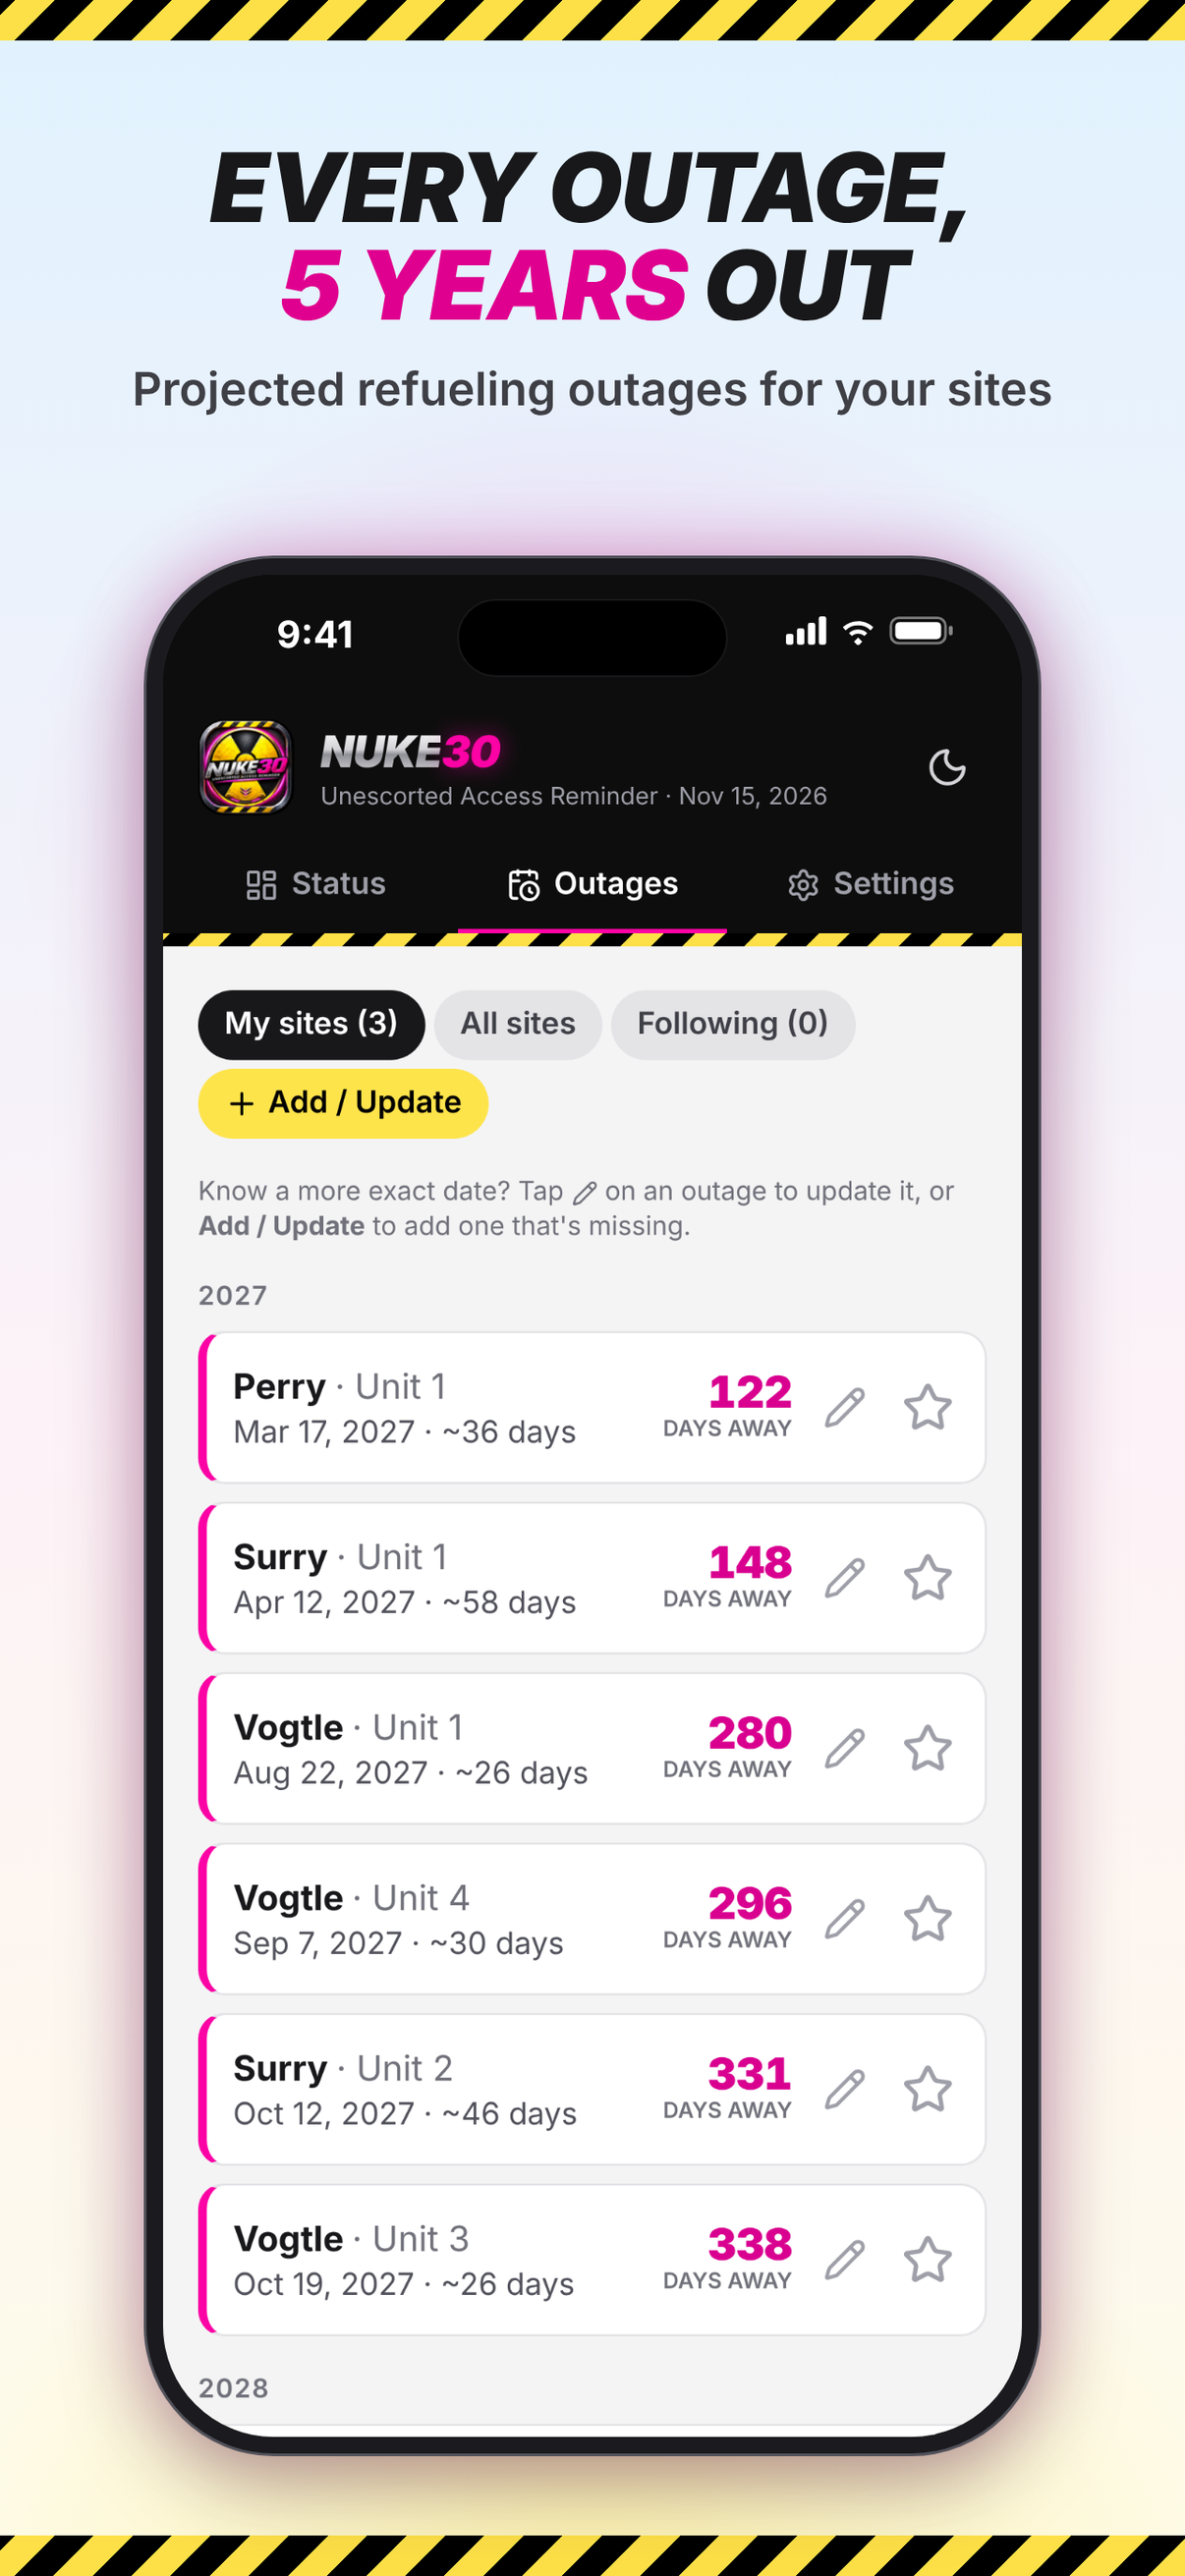 EVERY OUTAGE,
5 YEARS OUT
Projected refueling outages for your sites
9:41
NUKE30
NUKE30
Unescorted Access Reminder · Nov 15, 2026
Status
Outages
Settings
My sites (3)
All sites
Following (0)
+ Add / Update
Know a more exact date? Tap on an outage to update it, or
Add / Update to add one that's missing.
2027
Perry · Unit 1
Mar 17, 2027 · ~36 days
122
DAYS AWAY
Surry · Unit 1
Apr 12, 2027 · ~58 days
148
DAYS AWAY
Vogtle · Unit 1
Aug 22, 2027 · ~26 days
280
DAYS AWAY
Vogtle · Unit 4
Sep 7, 2027 · ~30 days
296
DAYS AWAY
Surry · Unit 2
Oct 12, 2027 · ~46 days
331
DAYS AWAY
Vogtle · Unit 3
Oct 19, 2027 · ~26 days
338
DAYS AWAY
2028